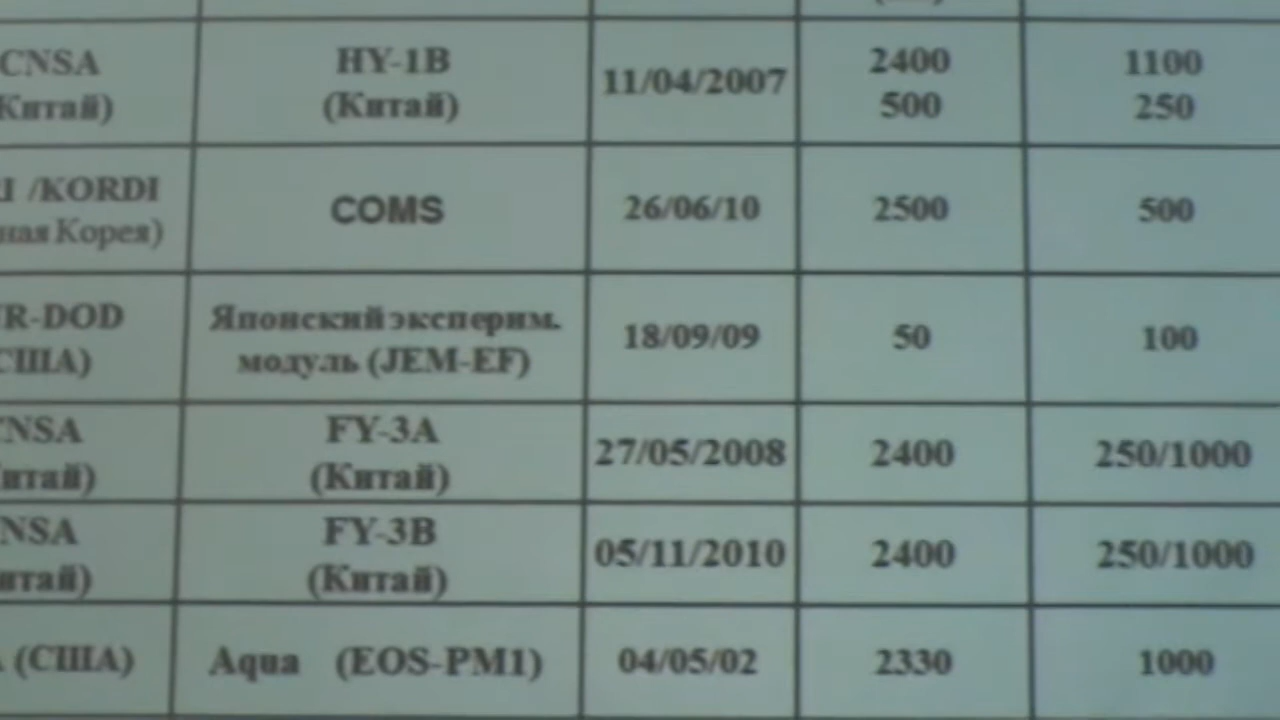 CNSA HY-1B 11/04/2007 2400 1100
Китай) (Китай) 500 250
/KORDI COMS 26/06/10 2500 500
ная Корея)
R-DOD Японский эксперим. 18/09/09 50 100
США) модуль (JEM-EF)
NSA FY-3A 27/05/2008 2400 250/1000
итай) (Китай)
NSA FY-3B 05/11/2010 2400 250/1000
итай) (Китай)
(США) Aqua (EOS-PM1) 04/05/02 2330 1000